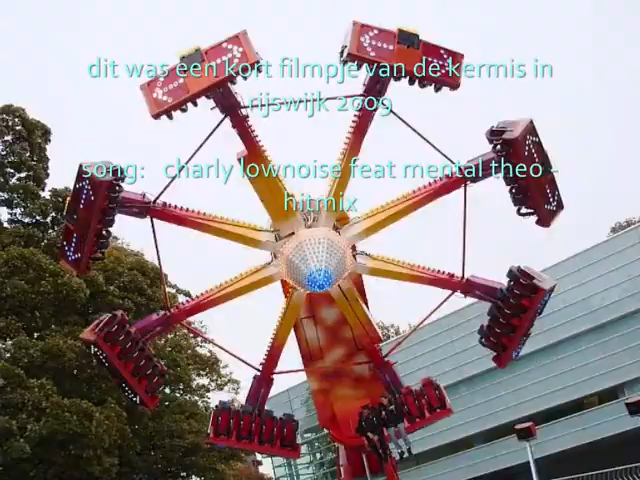 dit was een kort filmpje van de kermis in
rijswijk 2009
song: charly lownoise feat mental theo -
hitmix